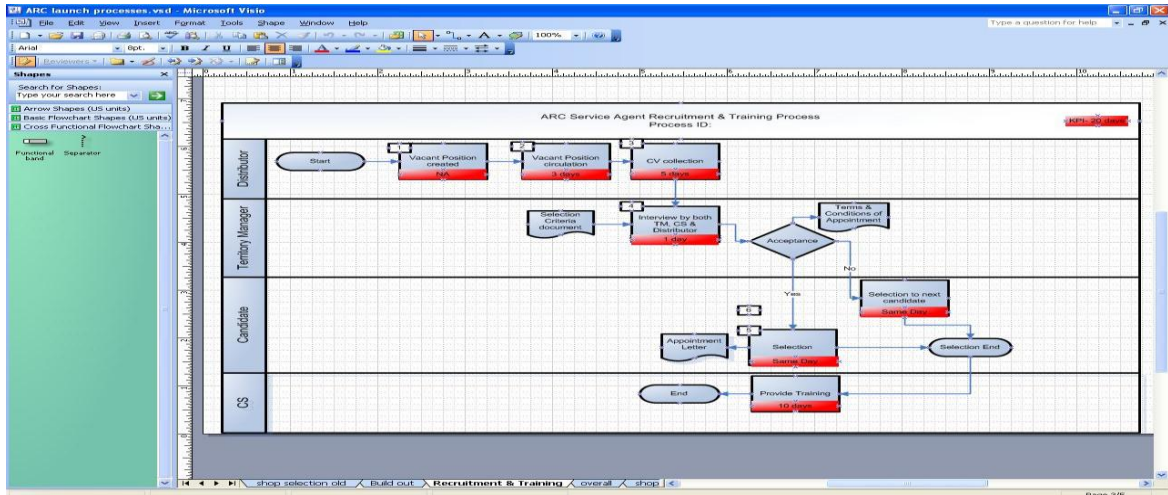 ARC launch processes.vsd - Microsoft Visio
File Edit View Insert Format Tools Shape Window Help
Type a question for help
100%
Arial 8pt.
Reviewers
Shapes
Search for Shapes:
Type your search here
Arrow Shapes (US units)
Basic Flowchart Shapes (US units)
Cross Functional Flowchart Sha...
Functional band
Separator
ARC Service Agent Recruitment & Training Process
Process ID:
KPI- 20 days
Distributor
Start
1
Vacant Position
created
NA
2
Vacant Position
circulation
3 days
3
CV collection
5 days
Territory Manager
Selection
Criteria
document
4
Interview by both
TM, CS &
Distributor
1 day
Acceptance
Terms &
Conditions of
Appointment
No
Yes
Candidate
Selection to next
candidate
Same Day
6
5
Appointment
Letter
Selection
Same Day
Selection End
CS
End
Provide Training
10 days
shop selection old
Build out
Recruitment & Training
overall
shop
Page 3/5